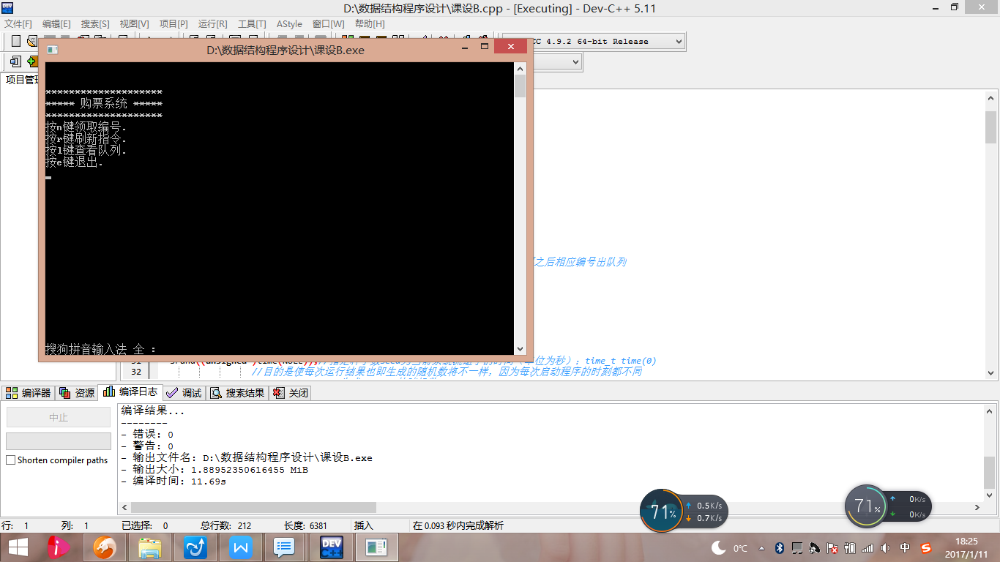 D:\数据结构程序设计\课设B.cpp - [Executing] - Dev-C++ 5.11
文件[F] 编辑[E] 搜索[S] 视图[V] 项目[P] 运行[R] 工具[T] AStyle 窗口[W] 帮助[H]
CC 4.9.2 64-bit Release
D:\数据结构程序设计\课设B.exe
项目管
********************
***** 购票系统 *****
********************
按n键领取编号.
按r键刷新指令.
按l键查看队列.
按e键退出.
之后相应编号出队列
搜狗拼音输入法 全 :
time_t time(0)
32 //目的是使每次运行结果也即生成的随机数将不一样，因为每次启动程序的时刻都不同
编译器 资源 编译日志 调试 搜索结果 关闭
中止
Shorten compiler paths
编译结果...
--------
- 错误: 0
- 警告: 0
- 输出文件名: D:\数据结构程序设计\课设B.exe
- 输出大小: 1.88952350616455 MiB
- 编译时间: 11.69s
71% 0.5K/s 0.7K/s
71% 0K/s 0K/s
行: 1 列: 1 已选择: 0 总行数: 212 长度: 6381 插入 在 0.093 秒内完成解析
DEV C++
0°C 中
18:25
2017/1/11